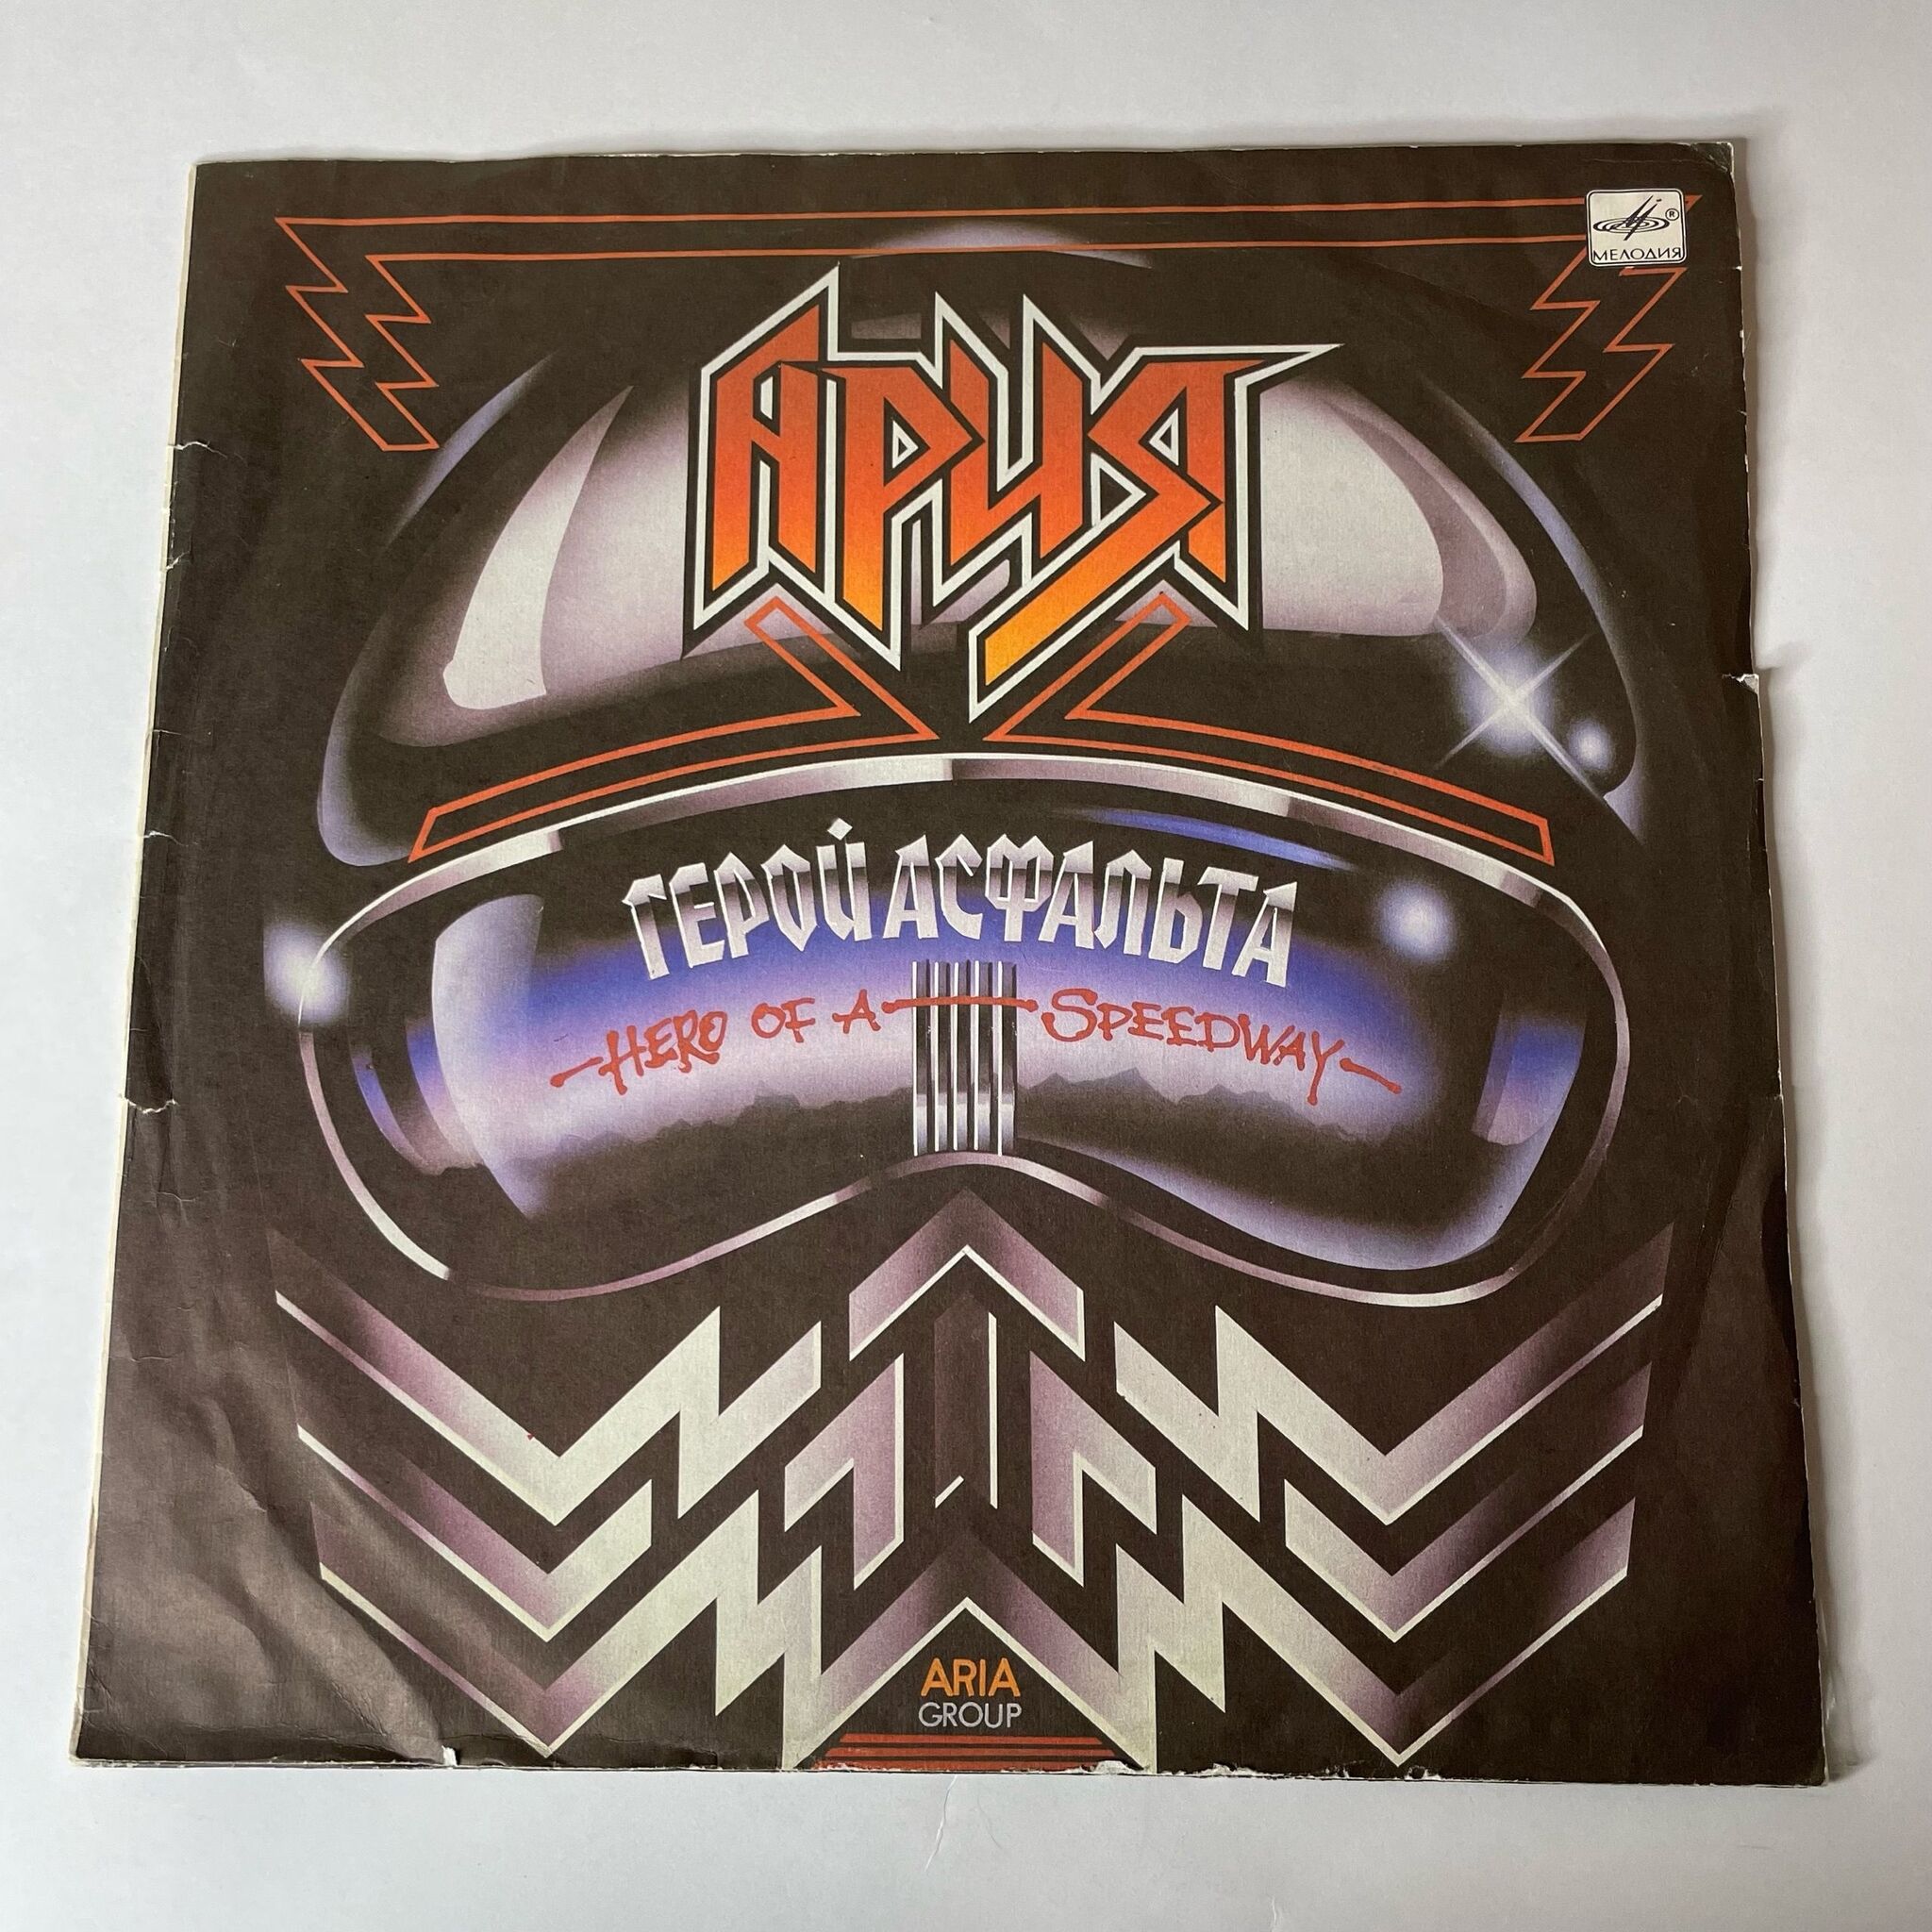 ®
МЕЛОДИЯ
АРИЯ
ГЕРОЙ АСФАЛЬТА
HERO OF A SPEEDWAY
ARIA
GROUP